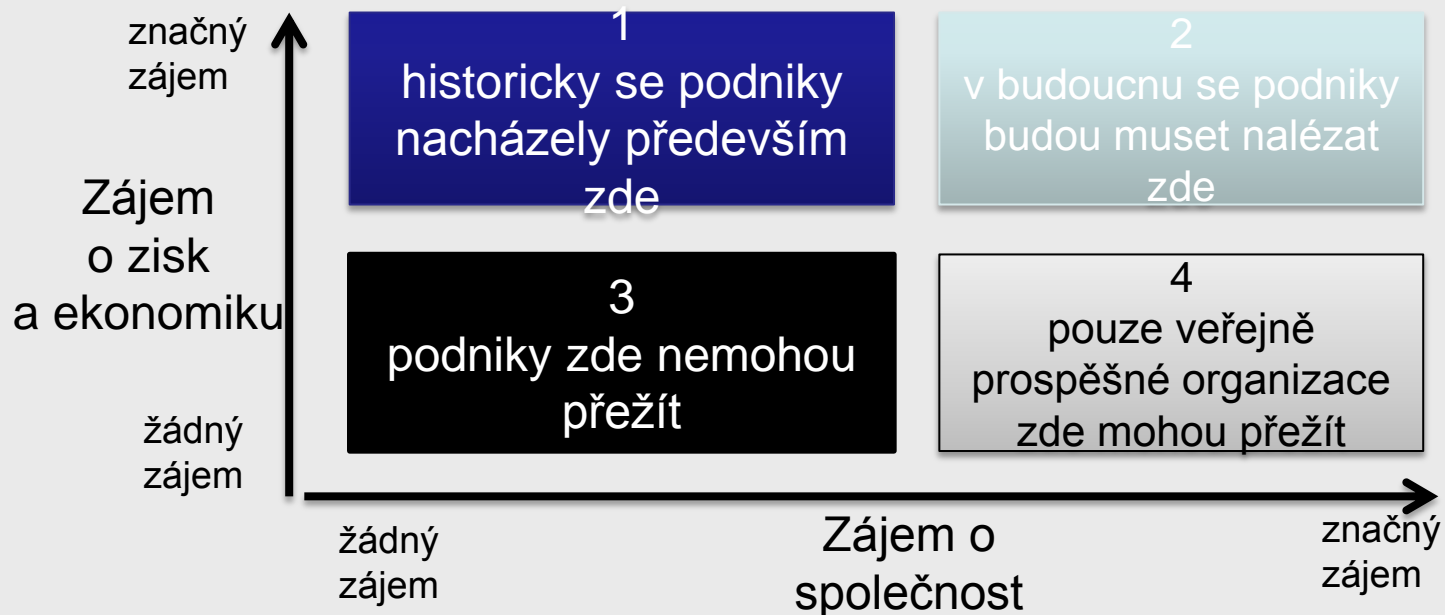 značný
zájem
1
historicky se podniky
nacházely především
zde
2
v budoucnu se podniky
budou muset nalézat
zde
Zájem
o zisk
a ekonomiku
3
podniky zde nemohou
přežít
4
pouze veřejně
prospěšné organizace
zde mohou přežít
žádný
zájem
žádný
zájem
Zájem o
společnost
značný
zájem